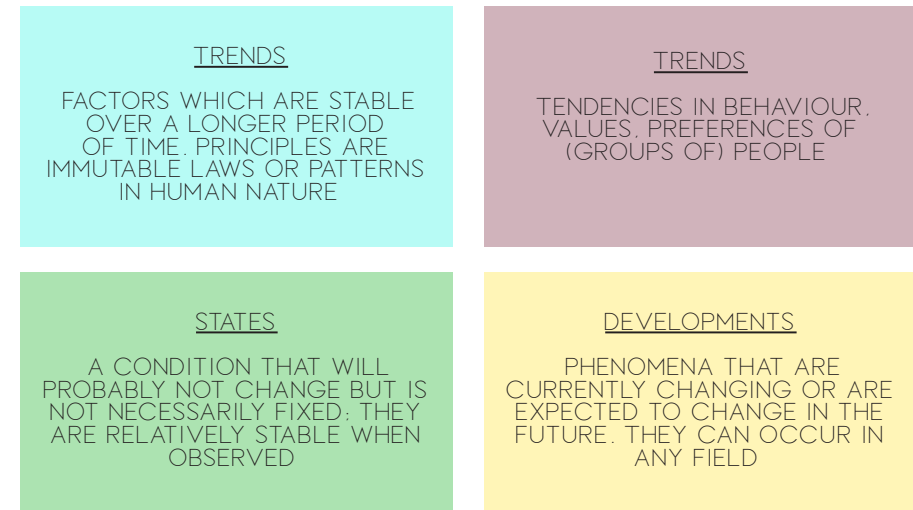 TRENDS
FACTORS WHICH ARE STABLE
OVER A LONGER PERIOD
OF TIME. PRINCIPLES ARE
IMMUTABLE LAWS OR PATTERNS
IN HUMAN NATURE
TRENDS
TENDENCIES IN BEHAVIOUR,
VALUES, PREFERENCES OF
(GROUPS OF) PEOPLE
STATES
A CONDITION THAT WILL
PROBABLY NOT CHANGE BUT IS
NOT NECESSARILY FIXED; THEY
ARE RELATIVELY STABLE WHEN
OBSERVED
DEVELOPMENTS
PHENOMENA THAT ARE
CURRENTLY CHANGING OR ARE
EXPECTED TO CHANGE IN THE
FUTURE. THEY CAN OCCUR IN
ANY FIELD